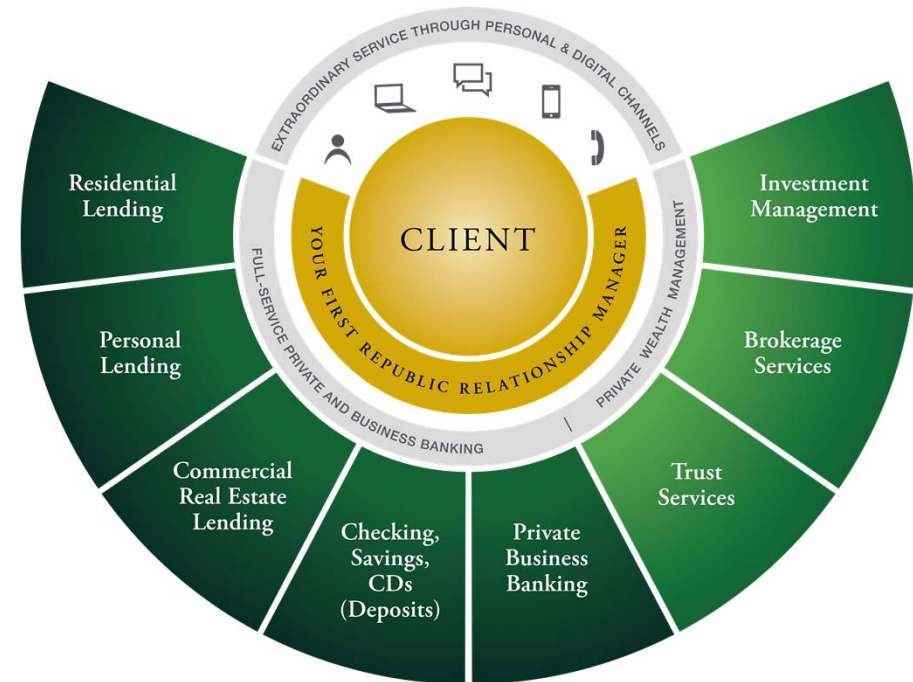 EXTRAORDINARY SERVICE THROUGH PERSONAL & DIGITAL CHANNELS
CLIENT
YOUR FIRST REPUBLIC RELATIONSHIP MANAGER
FULL-SERVICE PRIVATE AND BUSINESS BANKING
|
PRIVATE WEALTH MANAGEMENT
Residential
Lending
Personal
Lending
Commercial
Real Estate
Lending
Checking,
Savings,
CDs
(Deposits)
Private
Business
Banking
Trust
Services
Brokerage
Services
Investment
Management